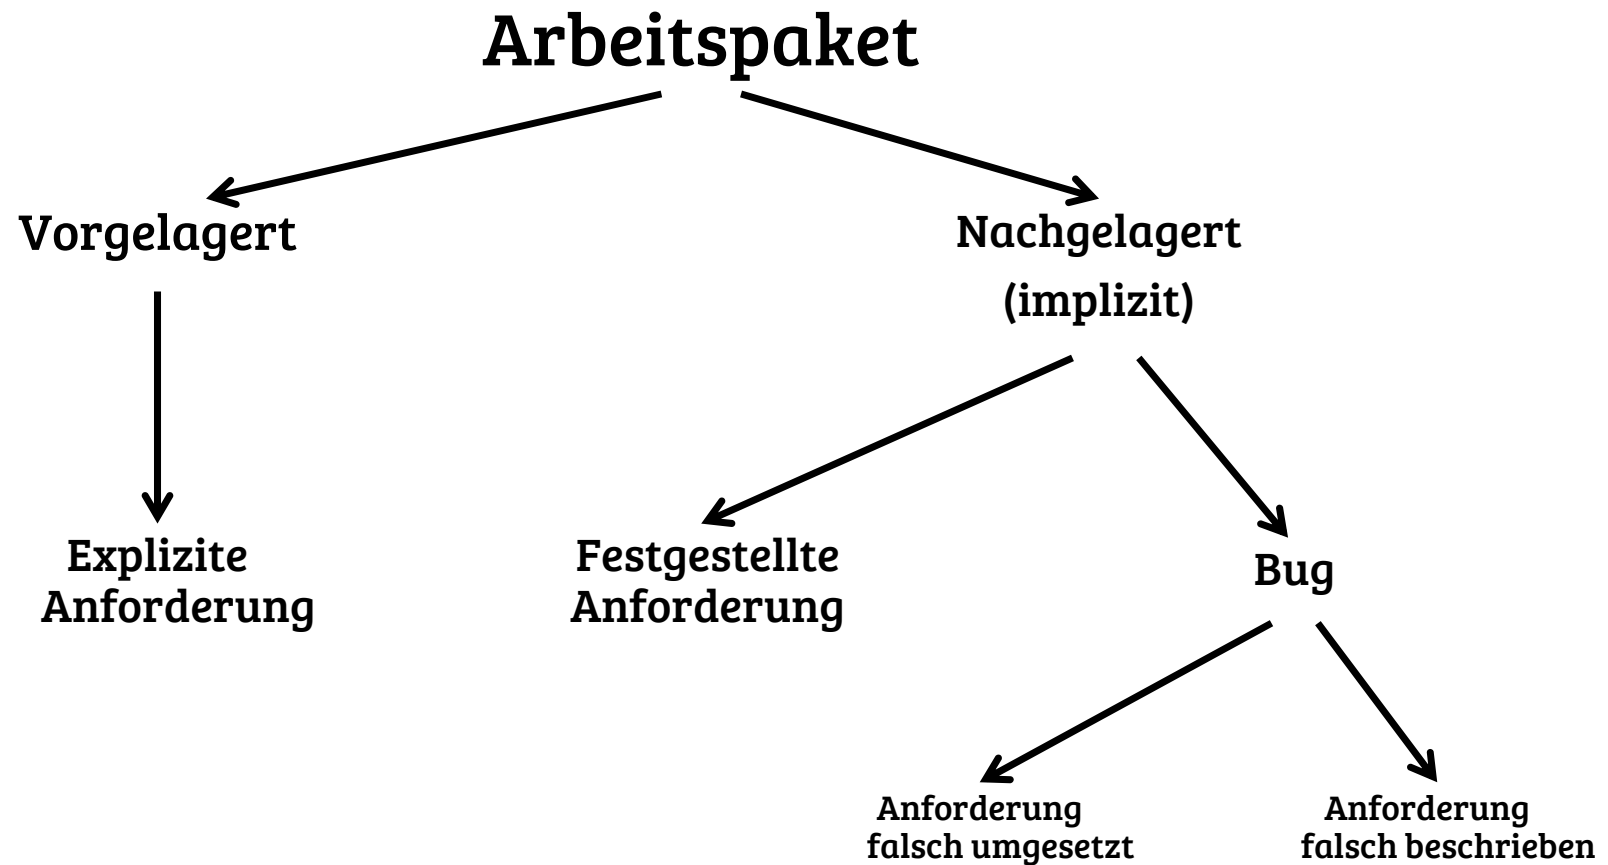 Arbeitspaket
Vorgelagert
Nachgelagert
(implizit)
Explizite
Anforderung
Festgestellte
Anforderung
Bug
Anforderung
falsch umgesetzt
Anforderung
falsch beschrieben